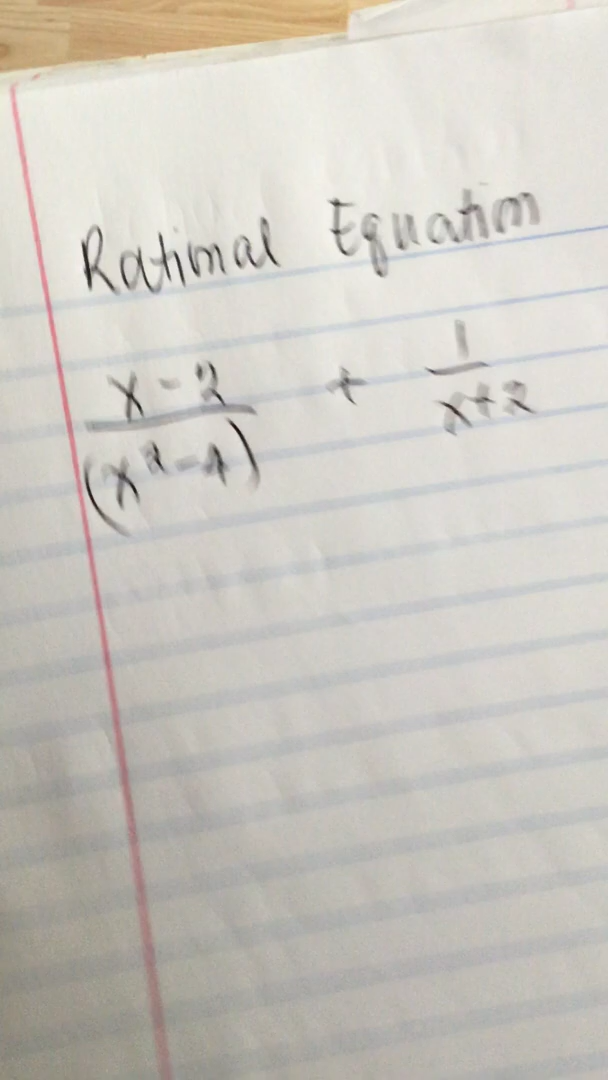 Rational Equation
x - 2 / (x² - 4) + 1 / x + 2